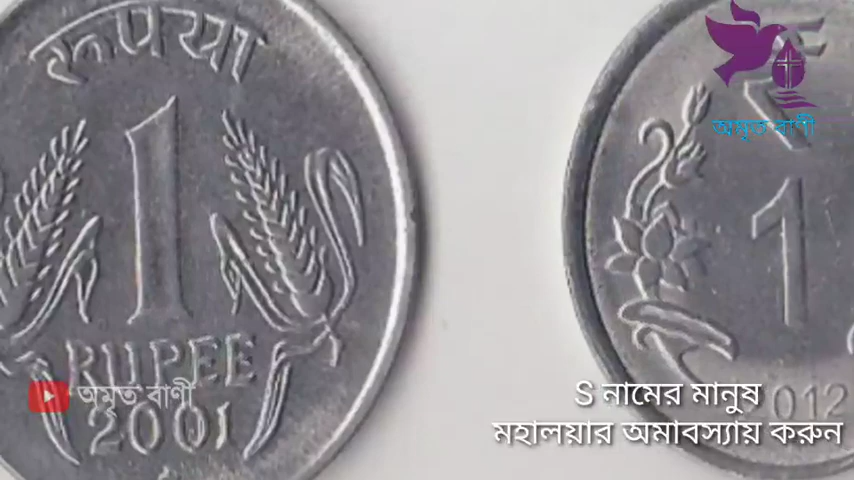 रूपया
1
RUPEE
2001
₹
1
2012
অমৃত বাণী
অমৃত বাণী
S নামের মানুষ
মহালয়ার অমাবস্যায় করুন